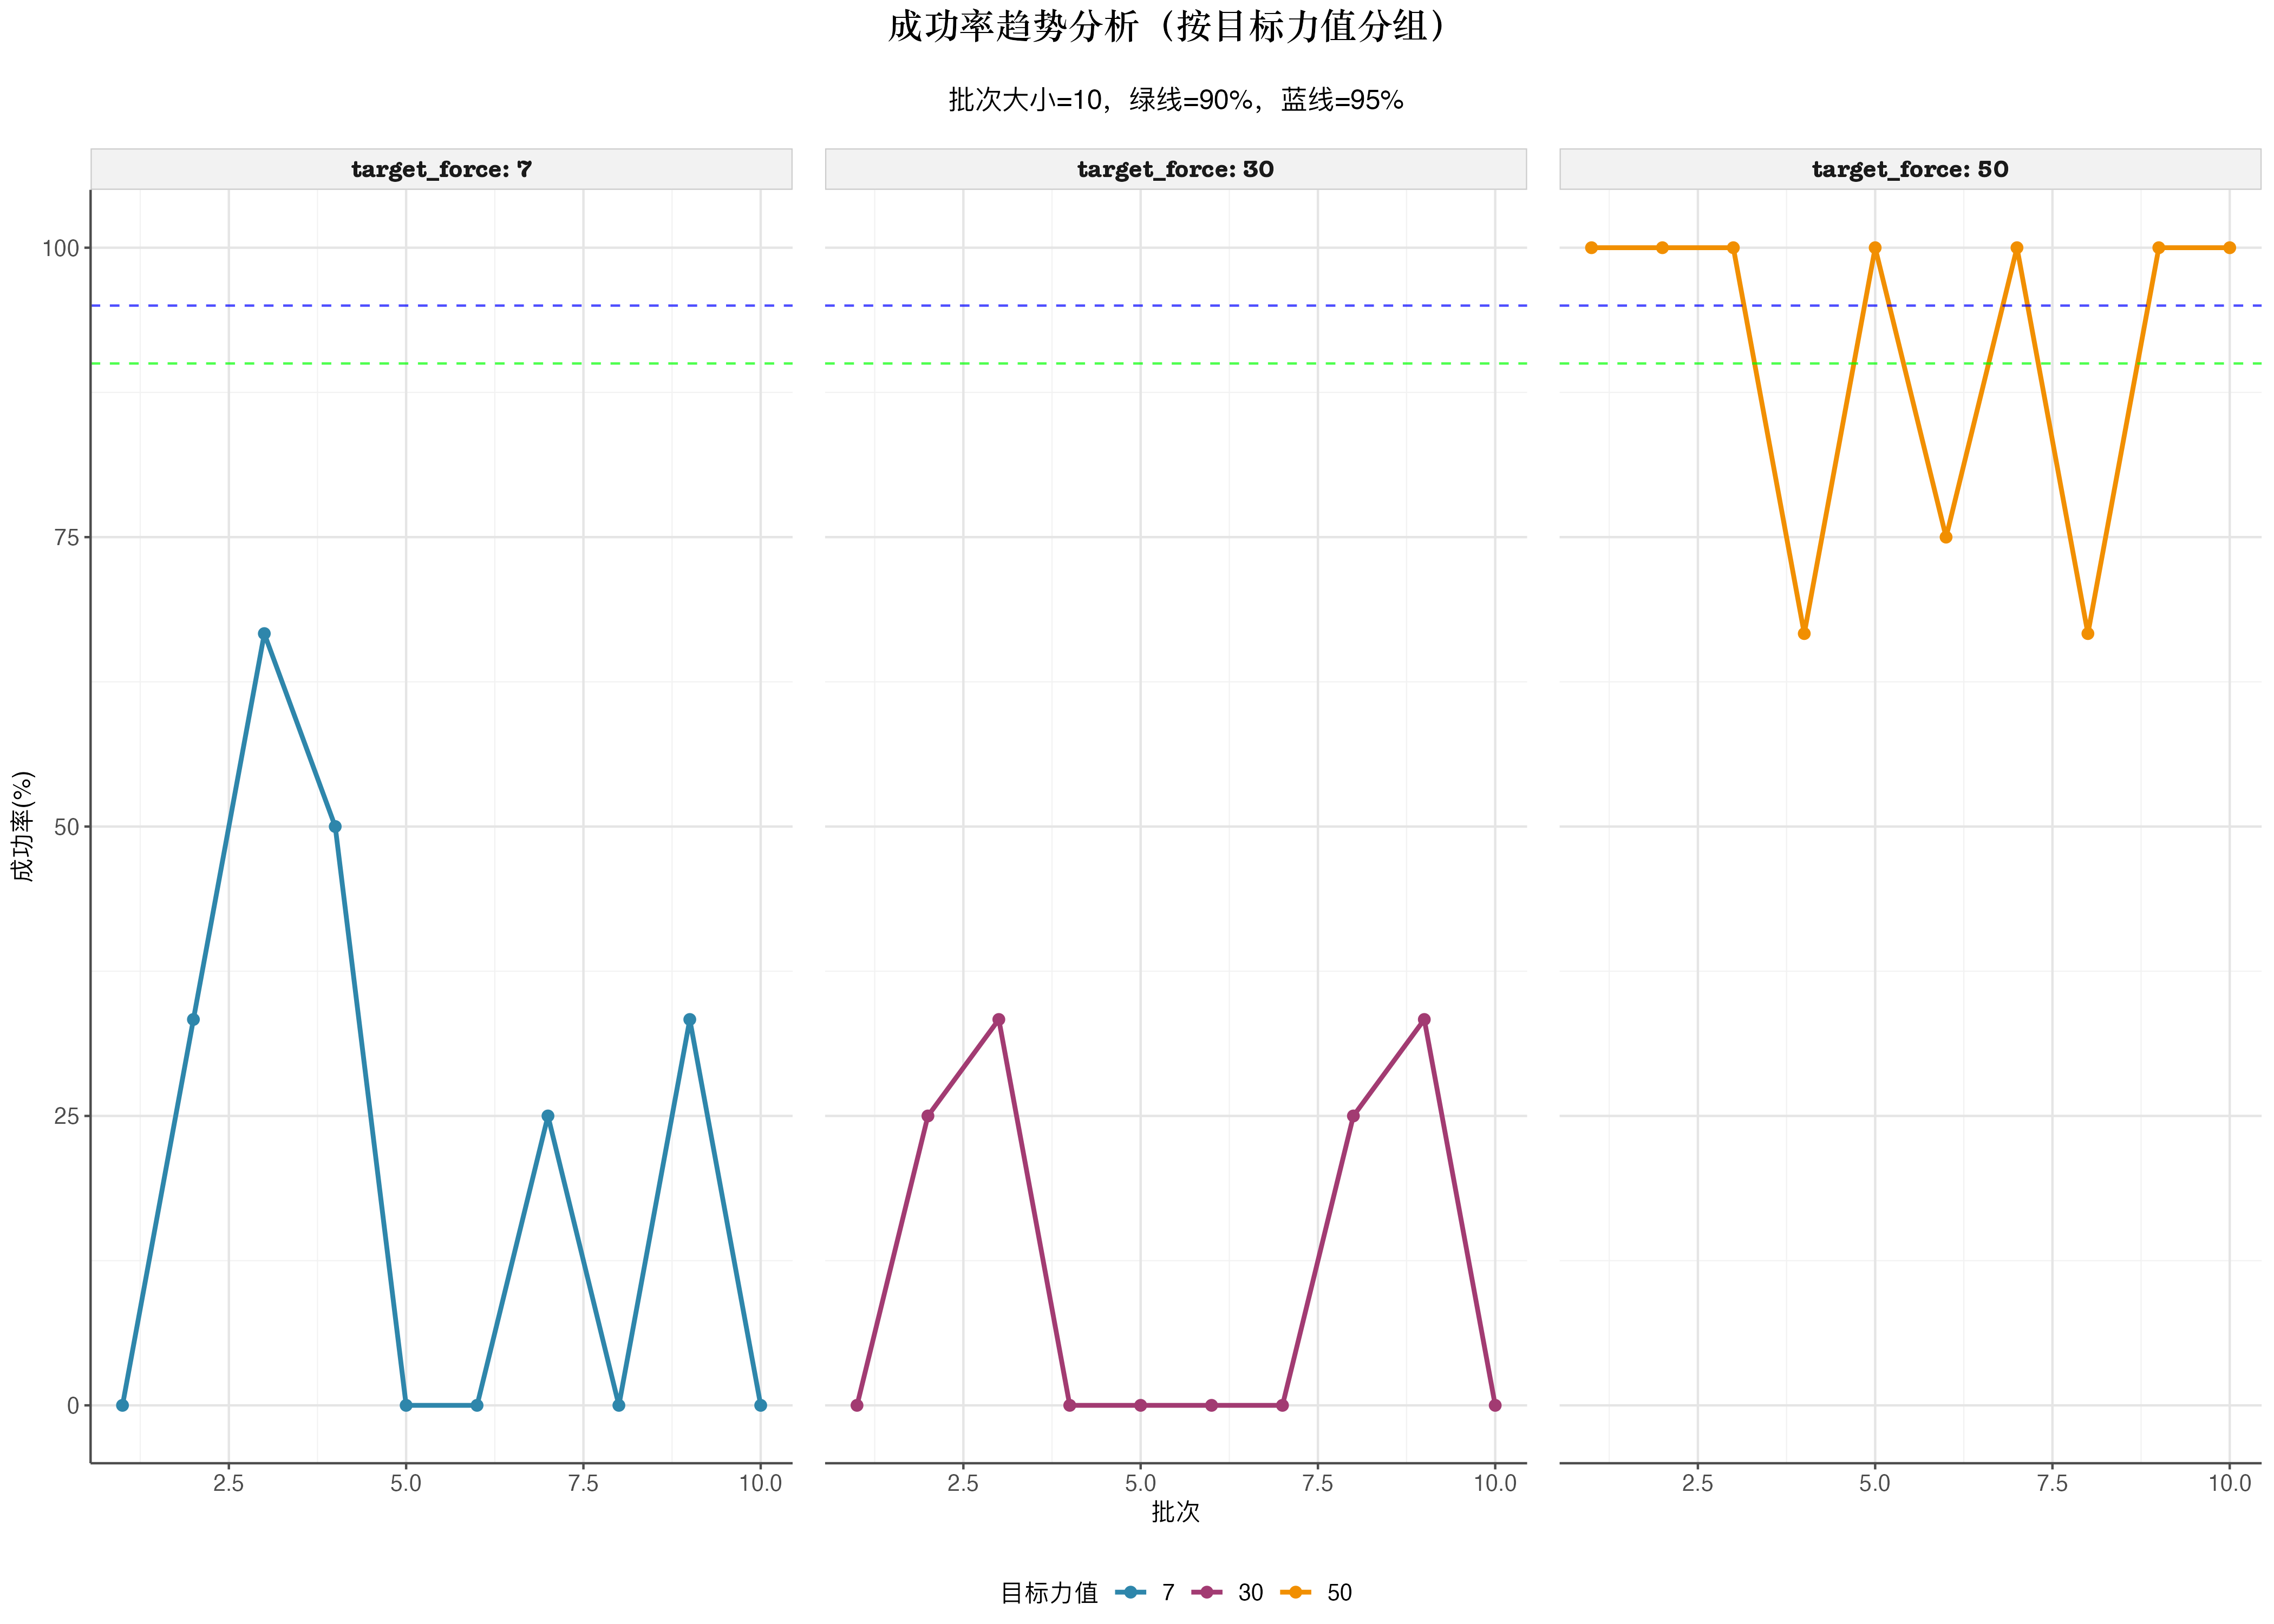 成功率趋势分析（按目标力值分组）
批次大小=10，绿线=90%，蓝线=95%
target_force: 7
target_force: 30
target_force: 50
成功率(%)
100
75
50
25
0
2.5 5.0 7.5 10.0
2.5 5.0 7.5 10.0
2.5 5.0 7.5 10.0
批次
目标力值 7 30 50